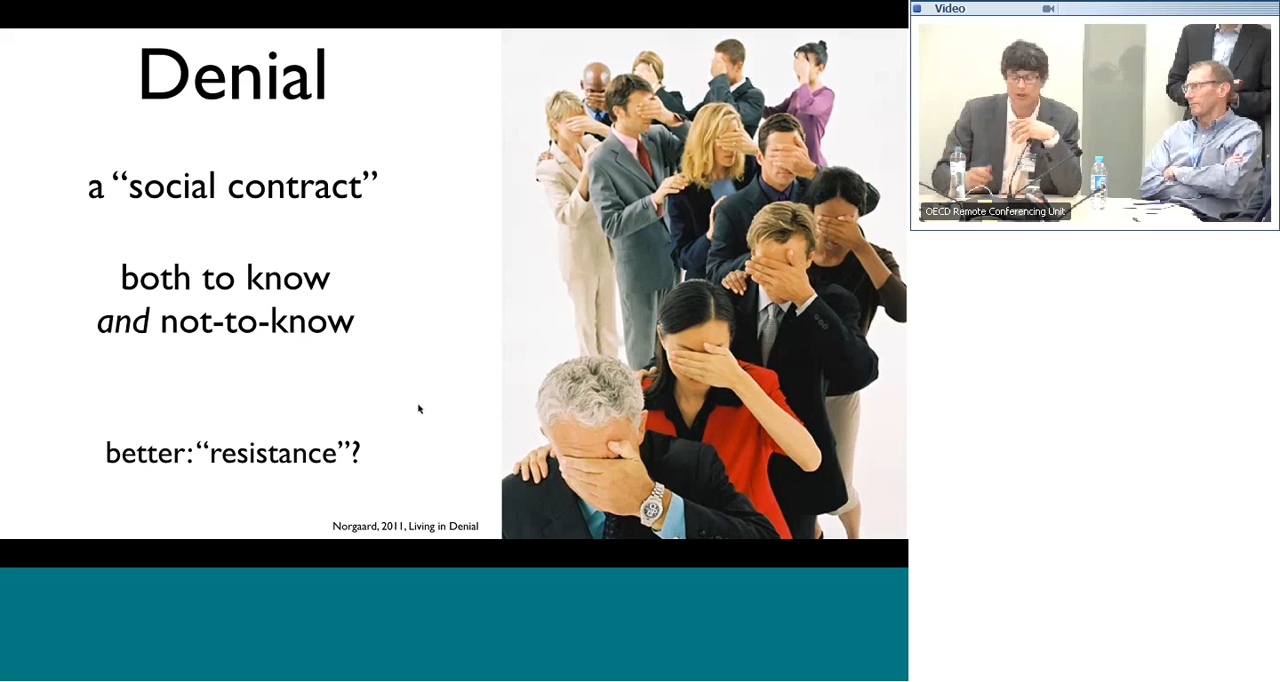 Denial
a “social contract”
both to know
and not-to-know
better: “resistance”?
Norgaard, 2011, Living in Denial
Video
OECD Remote Conferencing Unit